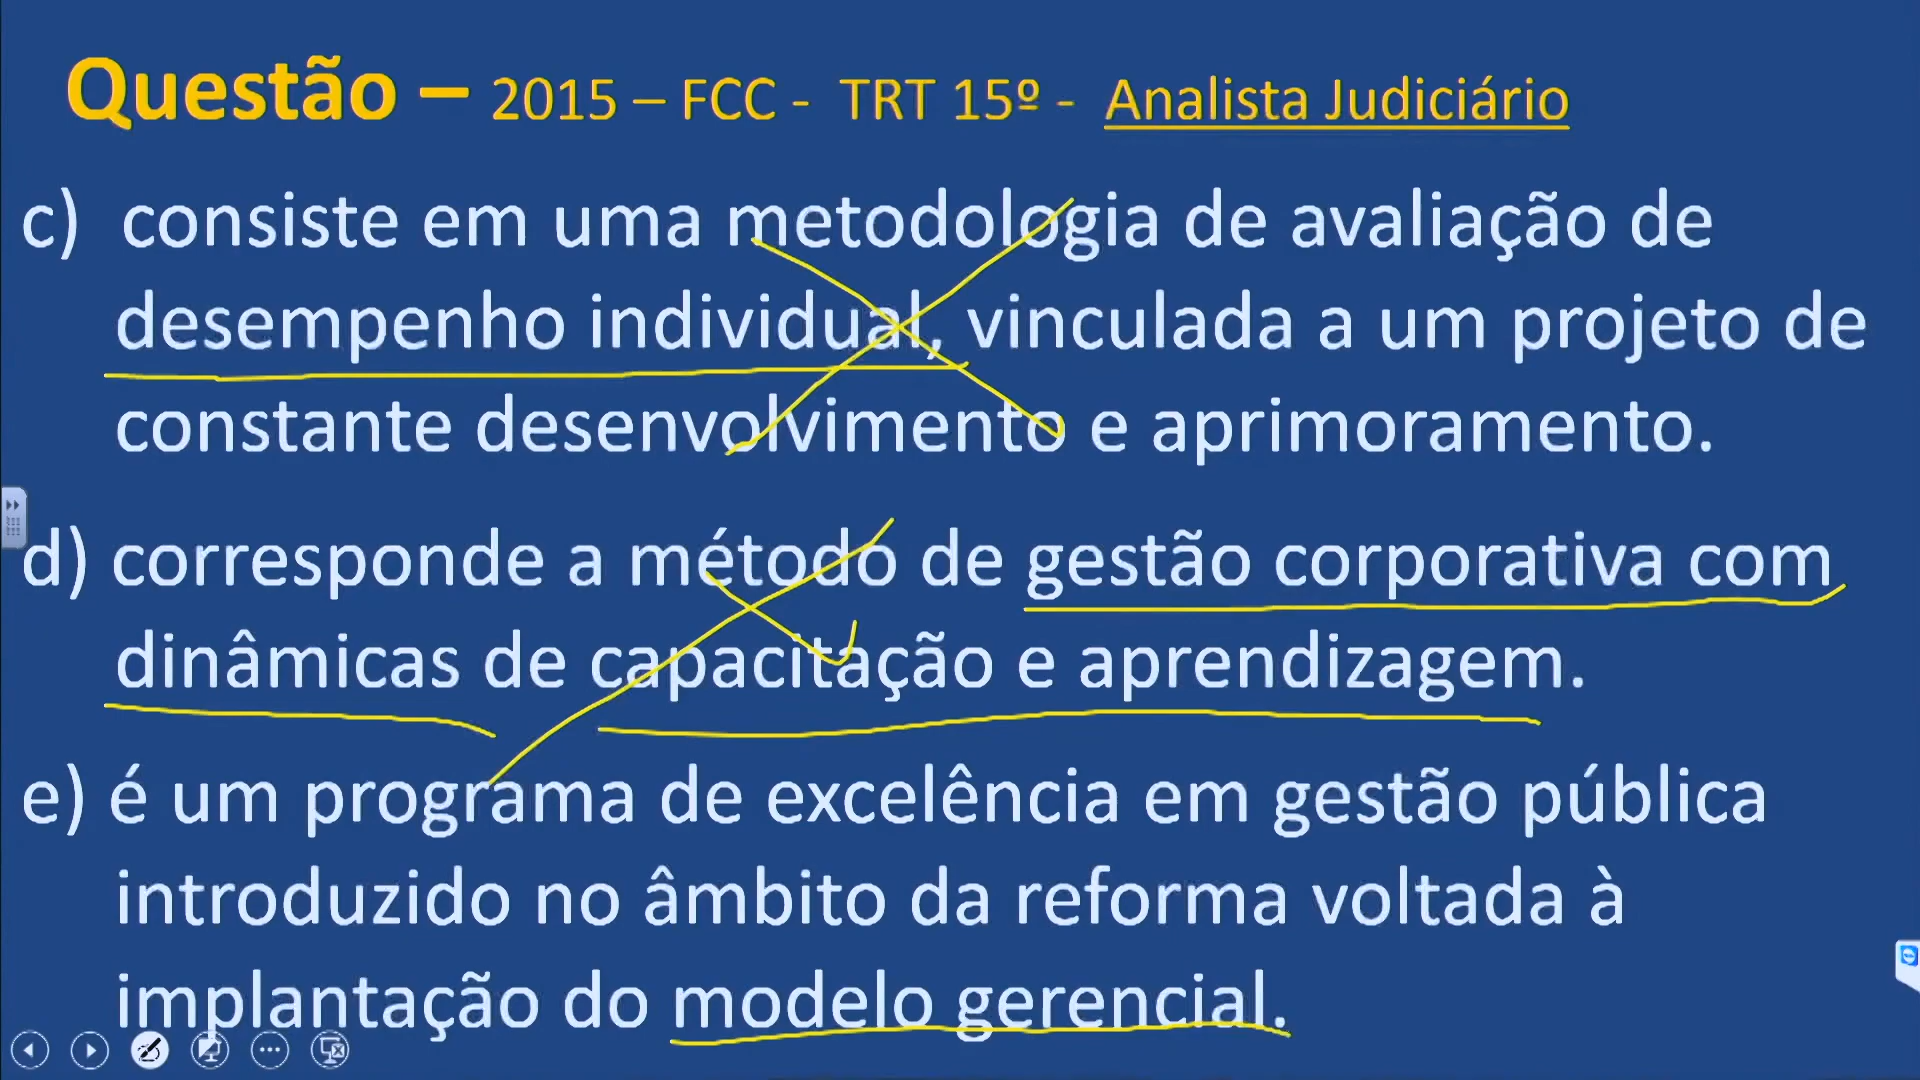 Questão – 2015 – FCC - TRT 15º - Analista Judiciário
c) consiste em uma metodologia de avaliação de
desempenho individual, vinculada a um projeto de
constante desenvolvimento e aprimoramento.
d) corresponde a método de gestão corporativa com
dinâmicas de capacitação e aprendizagem.
e) é um programa de excelência em gestão pública
introduzido no âmbito da reforma voltada à
implantação do modelo gerencial.